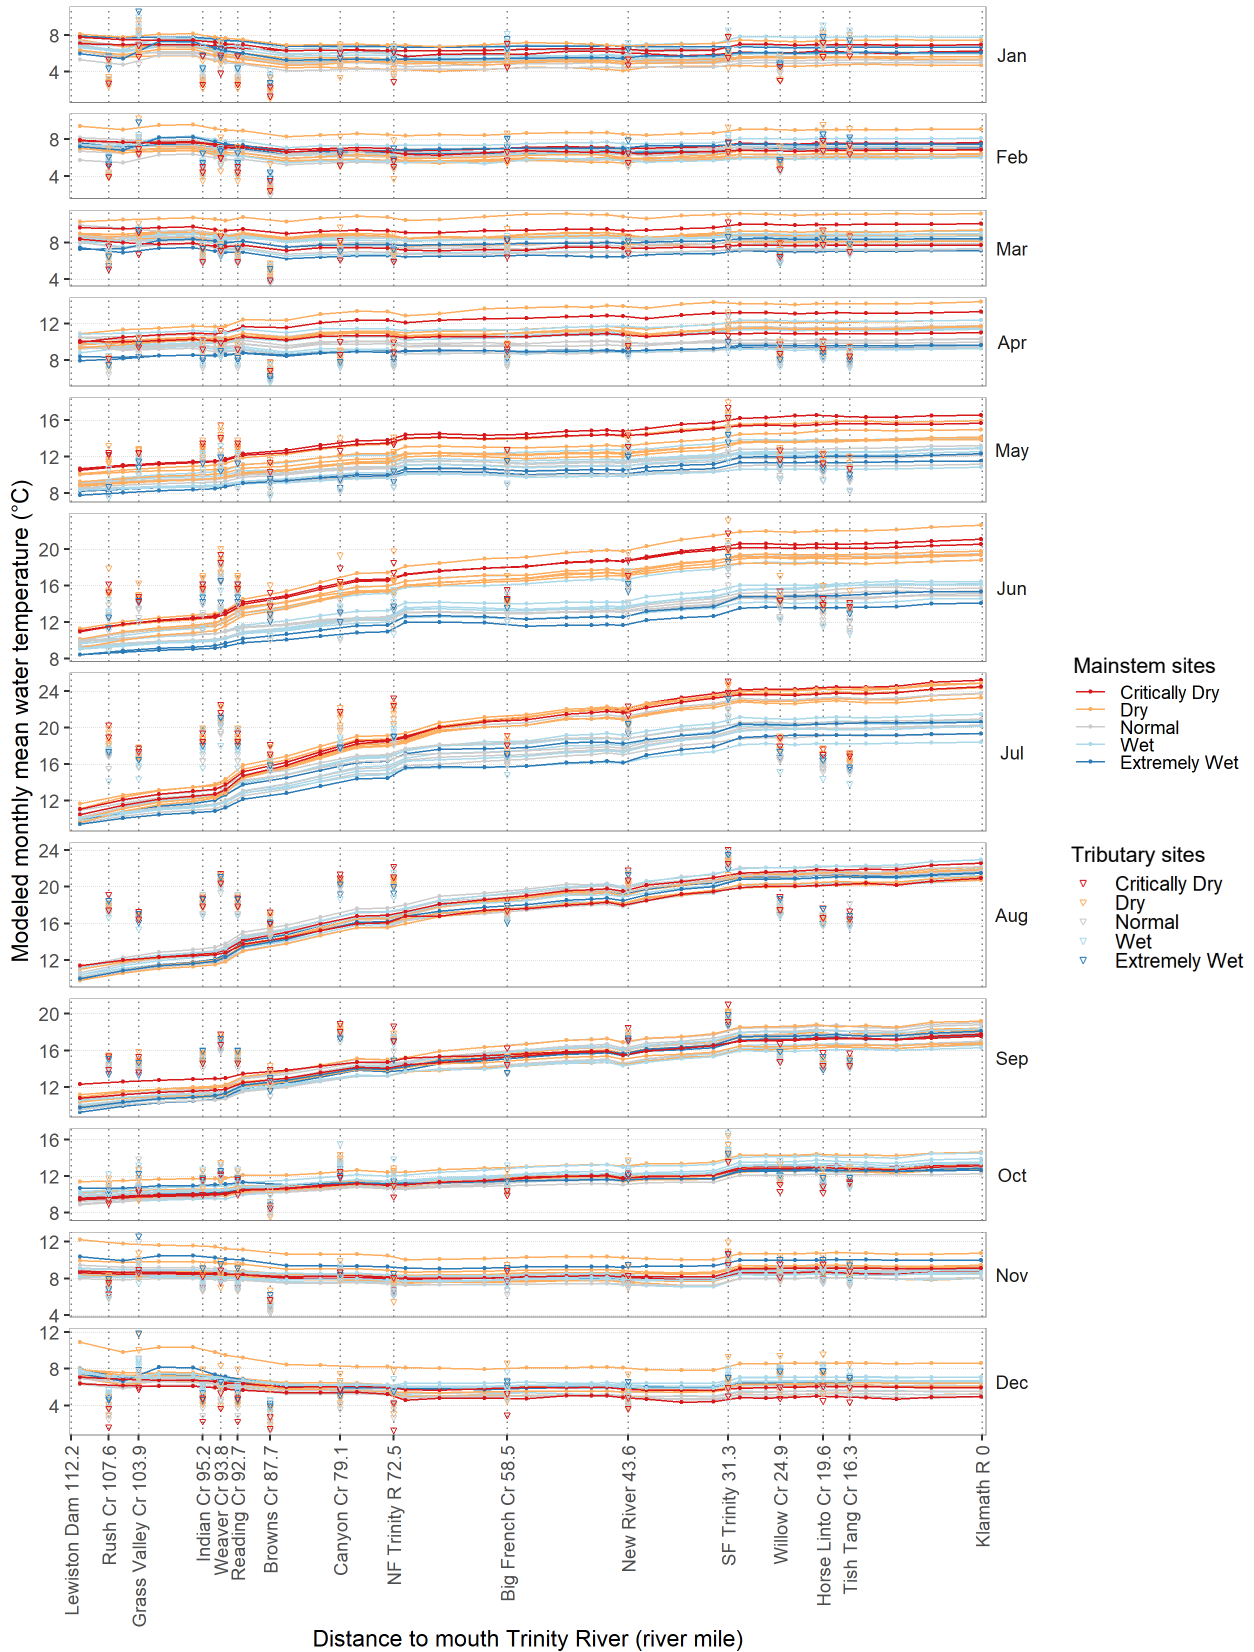 Modeled monthly mean water temperature (°C)
8
4
Jan
8
4
Feb
8
4
Mar
12
8
Apr
16
12
8
May
20
16
12
8
Jun
24
20
16
12
Jul
24
20
16
12
Aug
20
16
12
Sep
16
12
8
Oct
12
8
4
Nov
12
8
4
Dec
Mainstem sites
Critically Dry
Dry
Normal
Wet
Extremely Wet
Tributary sites
Critically Dry
Dry
Normal
Wet
Extremely Wet
Lewiston Dam 112.2
Rush Cr 107.6
Grass Valley Cr 103.9
Indian Cr 95.2
Weaver Cr 93.8
Reading Cr 92.7
Browns Cr 87.7
Canyon Cr 79.1
NF Trinity R 72.5
Big French Cr 58.5
New River 43.6
SF Trinity 31.3
Willow Cr 24.9
Horse Linto Cr 19.6
Tish Tang Cr 16.3
Klamath R 0
Distance to mouth Trinity River (river mile)